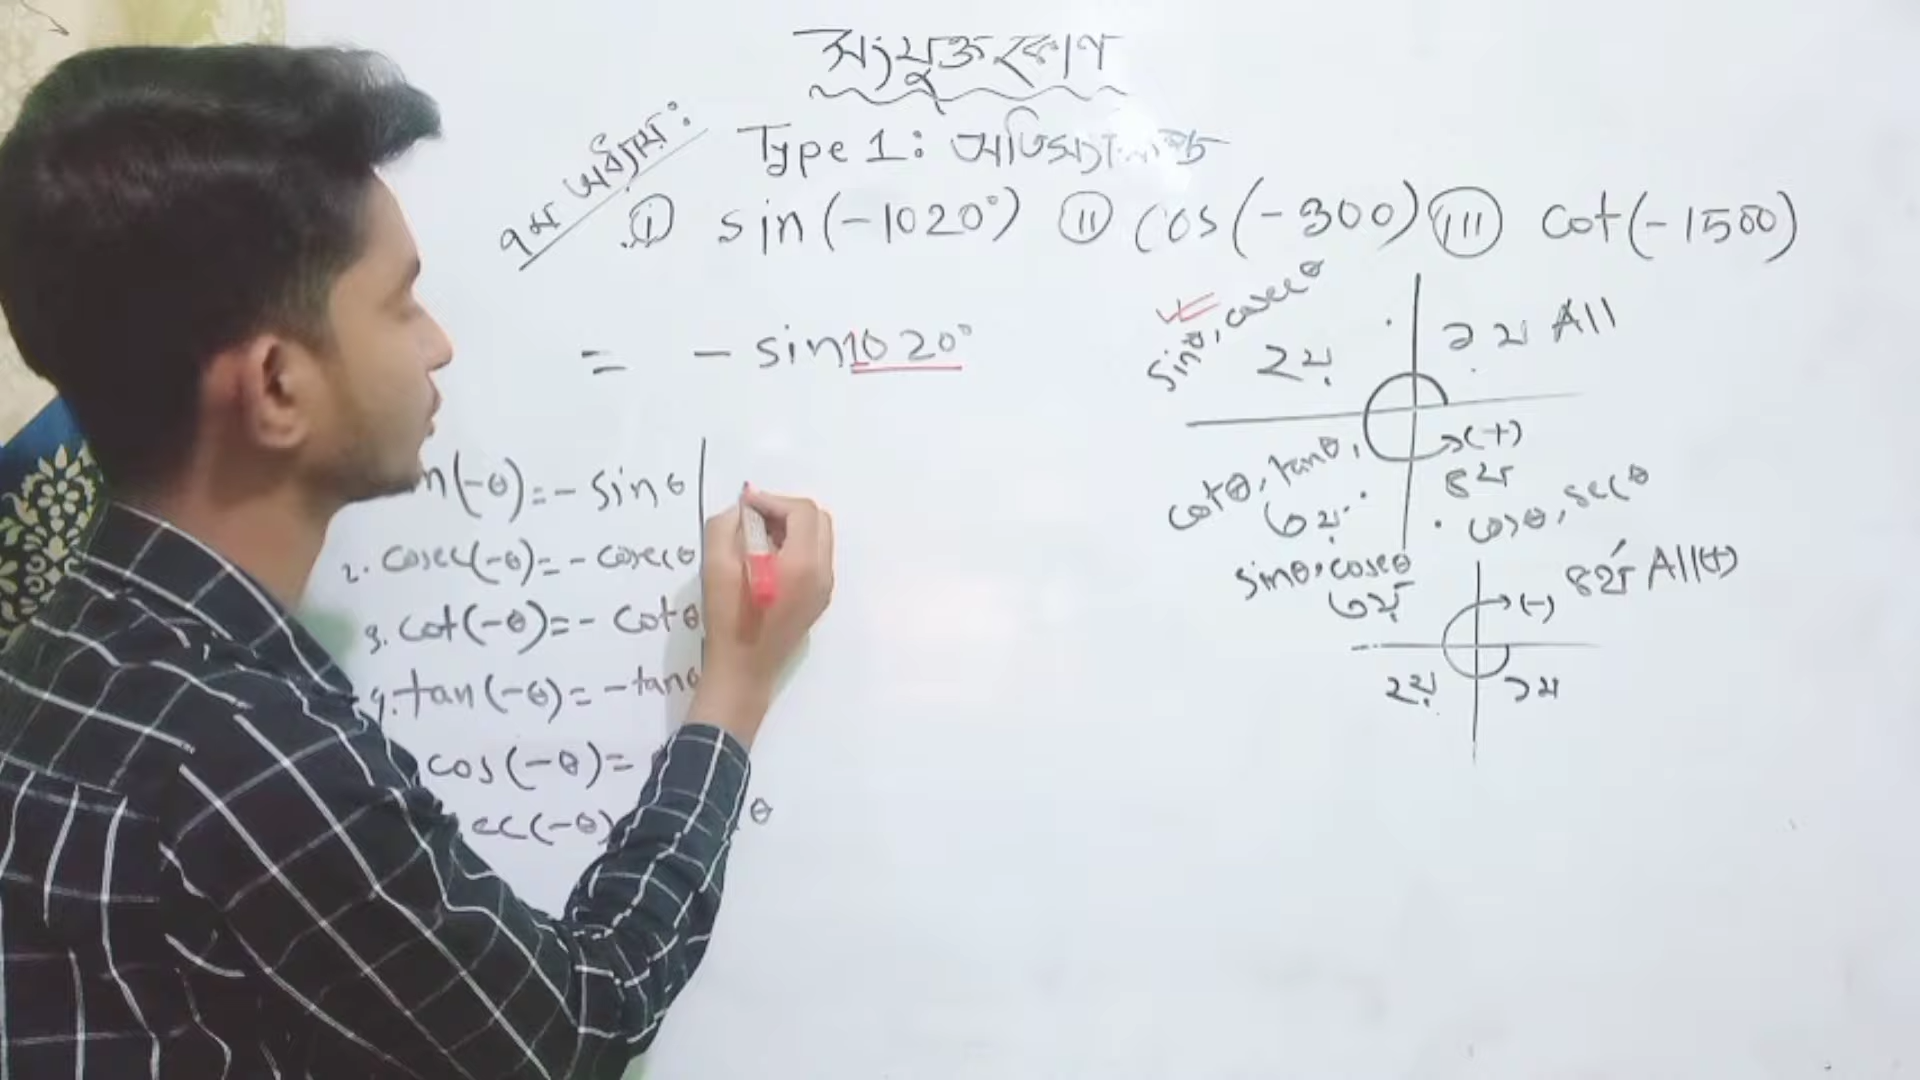 সংযুক্ত কোণ
৭ম অধ্যায়:
Type 1:
i sin(-1020°) ii cos(-300) iii cot(-1500)
= - sin1020°
n(-θ)=- sinθ
2. cosec(-θ)=- cosecθ
3. cot(-θ)=- cotθ
4. tan(-θ)= -tanθ
cos(-θ)=
ec(-θ) θ
sinθ, cosecθ
২য়
১ম All
→(+)
cotθ, tanθ,
৩য়
৪র্থ
cosθ, secθ
sinθ, cosecθ
৩য়
→(-)
৪র্থ All(+)
২য়
১ম